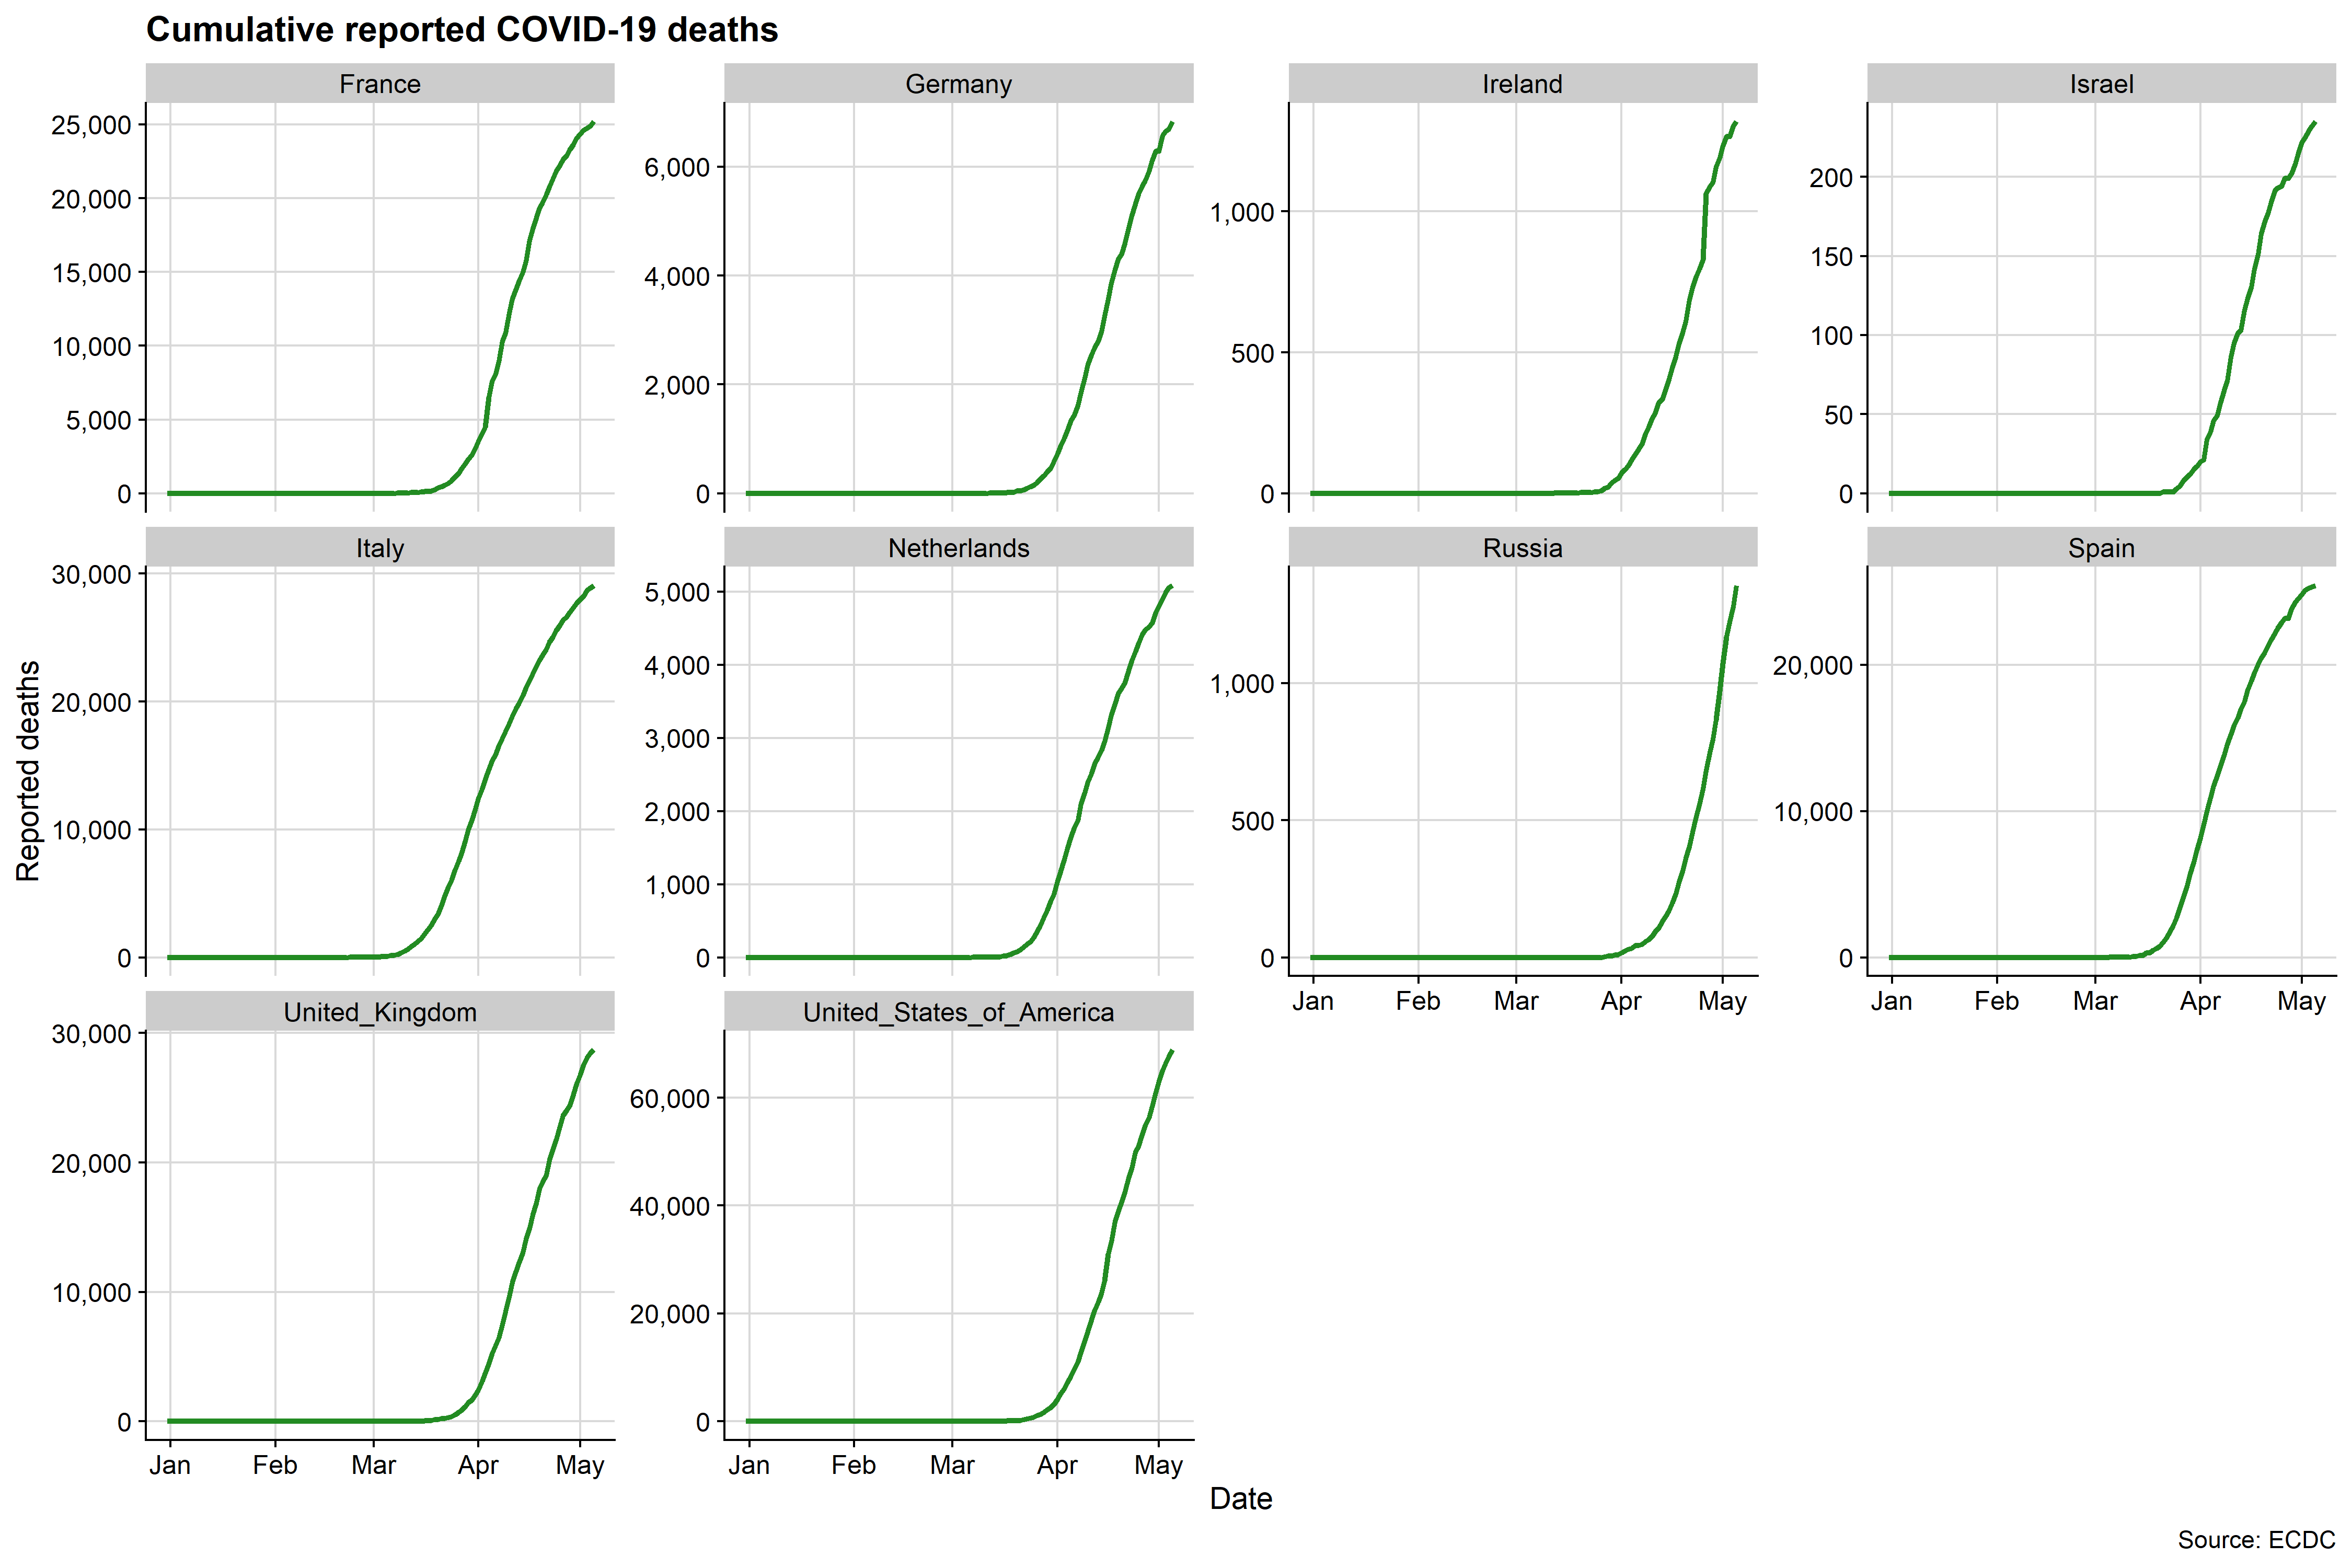 Cumulative reported COVID-19 deaths
France
Germany
Ireland
Israel
25,000
20,000
15,000
10,000
5,000
0
6,000
4,000
2,000
0
1,000
500
0
200
150
100
50
0
Reported deaths
Italy
Netherlands
Russia
Spain
30,000
20,000
10,000
0
5,000
4,000
3,000
2,000
1,000
0
1,000
500
0
Jan Feb Mar Apr May
20,000
10,000
0
Jan Feb Mar Apr May
United_Kingdom
United_States_of_America
30,000
20,000
10,000
0
Jan Feb Mar Apr May
60,000
40,000
20,000
0
Jan Feb Mar Apr May
Date
Source: ECDC